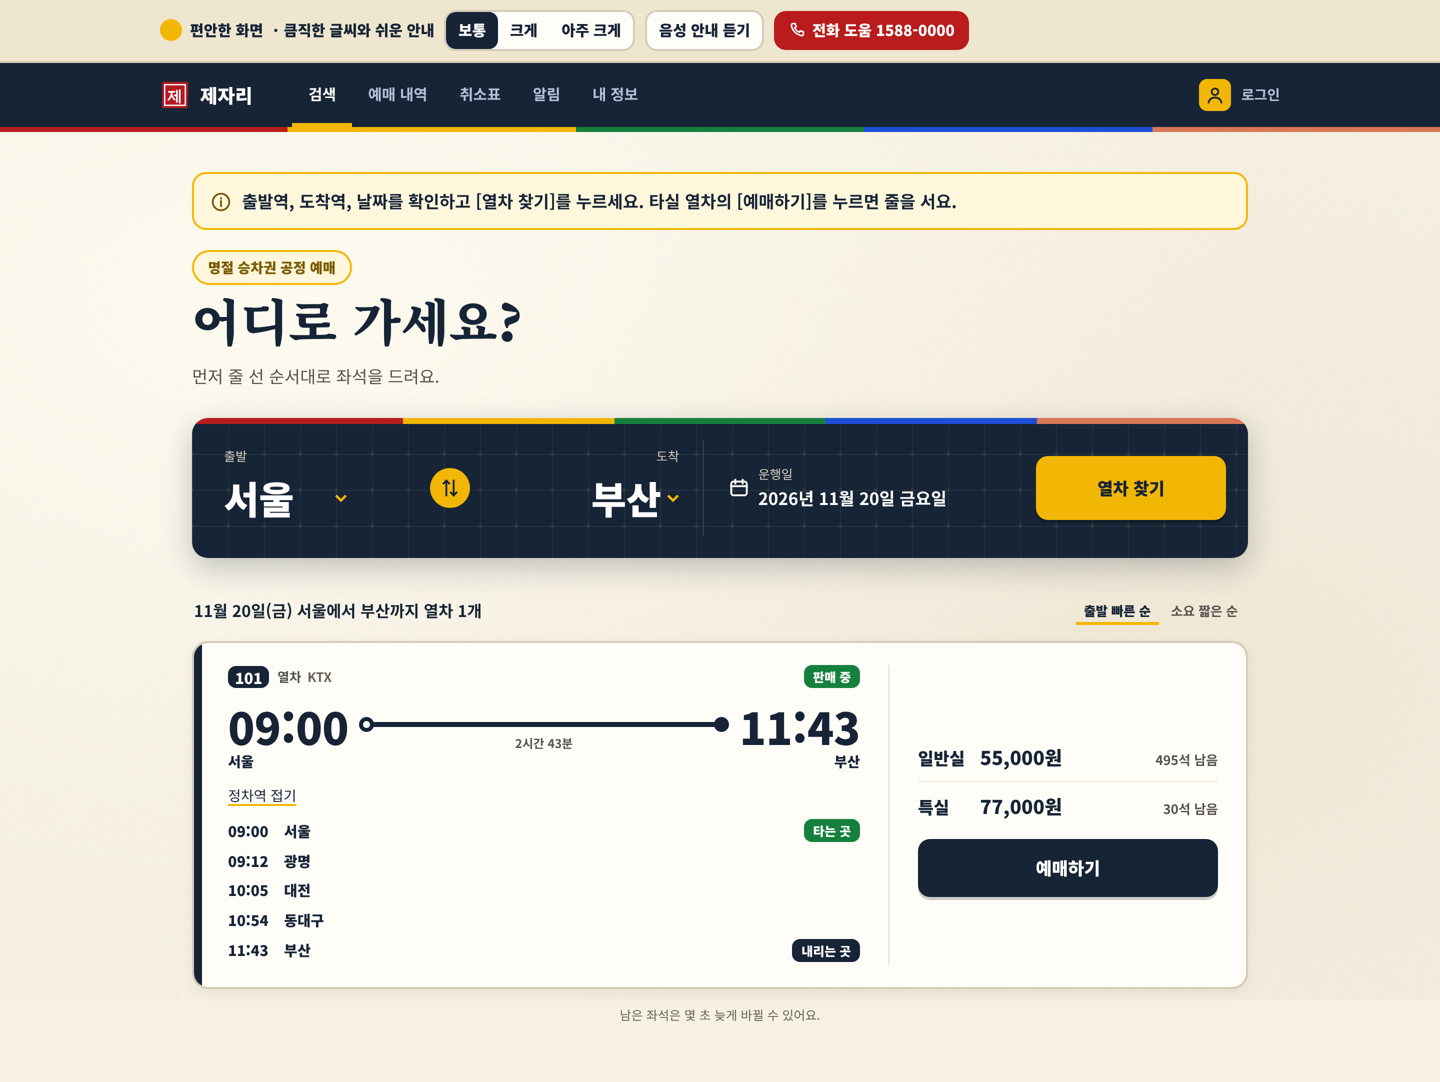 편안한 화면 · 큼직한 글씨와 쉬운 안내 보통 크게 아주 크게 음성 안내 듣기 전화 도움 1588-0000
제 제자리 검색 예매 내역 취소표 알림 내 정보 로그인
출발역, 도착역, 날짜를 확인하고 [열차 찾기]를 누르세요. 타실 열차의 [예매하기]를 누르면 줄을 서요.
명절 승차권 공정 예매
어디로 가세요?
먼저 줄 선 순서대로 좌석을 드려요.
출발 도착
서울 부산
운행일
2026년 11월 20일 금요일
열차 찾기
11월 20일(금) 서울에서 부산까지 열차 1개 출발 빠른 순 소요 짧은 순
101 열차 KTX 판매 중
09:00 11:43
2시간 43분
서울 부산
정차역 접기
09:00 서울 타는 곳
09:12 광명
10:05 대전
10:54 동대구
11:43 부산 내리는 곳
일반실 55,000원 495석 남음
특실 77,000원 30석 남음
예매하기
남은 좌석은 몇 초 늦게 바뀔 수 있어요.